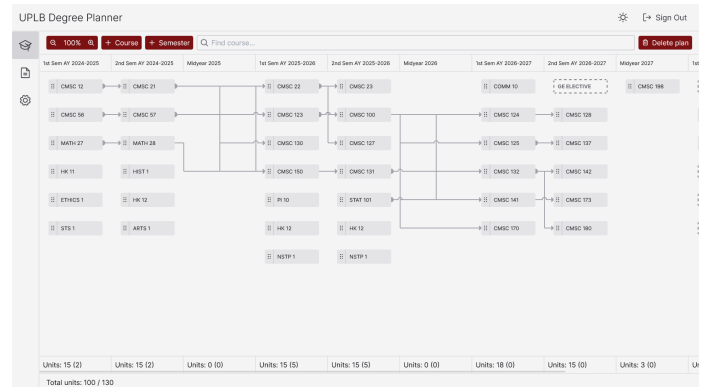 UPLB Degree Planner
Sign Out
100%
+ Course
+ Semester
Find course...
Delete plan
1st Sem AY 2024-2025
2nd Sem AY 2024-2025
Midyear 2025
1st Sem AY 2025-2026
2nd Sem AY 2025-2026
Midyear 2026
1st Sem AY 2026-2027
2nd Sem AY 2026-2027
Midyear 2027
1st
CMSC 12
CMSC 21
CMSC 22
CMSC 23
COMM 10
GE ELECTIVE
CMSC 198
CMSC 56
CMSC 57
CMSC 123
CMSC 100
CMSC 124
CMSC 128
MATH 27
MATH 28
CMSC 130
CMSC 127
CMSC 125
CMSC 137
HK 11
HIST 1
CMSC 150
CMSC 131
CMSC 132
CMSC 142
ETHICS 1
HK 12
PI 10
STAT 101
CMSC 141
CMSC 173
STS 1
ARTS 1
HK 12
HK 12
CMSC 170
CMSC 180
NSTP 1
NSTP 1
Units: 15 (2)
Units: 15 (2)
Units: 0 (0)
Units: 15 (5)
Units: 15 (5)
Units: 0 (0)
Units: 18 (0)
Units: 15 (0)
Units: 3 (0)
Total units: 100 / 130